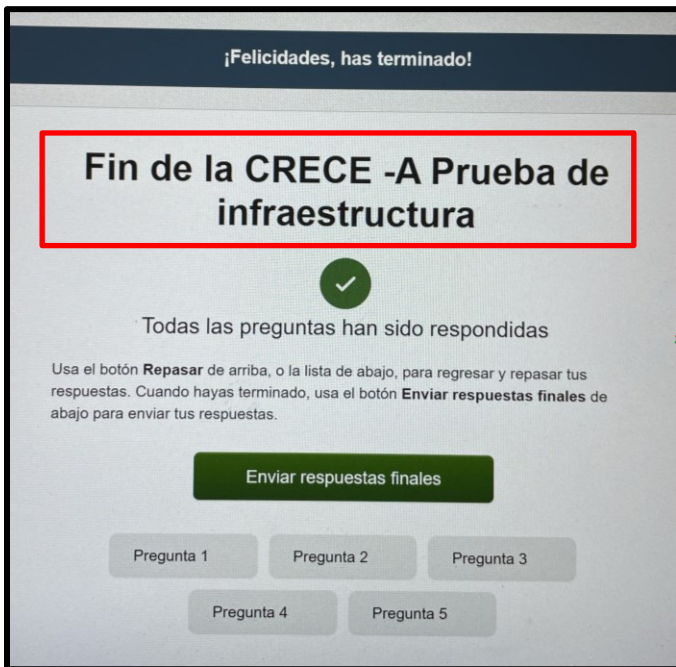 ¡Felicidades, has terminado!
Fin de la CRECE -A Prueba de
infraestructura
Todas las preguntas han sido respondidas
Usa el botón Repasar de arriba, o la lista de abajo, para regresar y repasar tus
respuestas. Cuando hayas terminado, usa el botón Enviar respuestas finales de
abajo para enviar tus respuestas.
Enviar respuestas finales
Pregunta 1 Pregunta 2 Pregunta 3
Pregunta 4 Pregunta 5